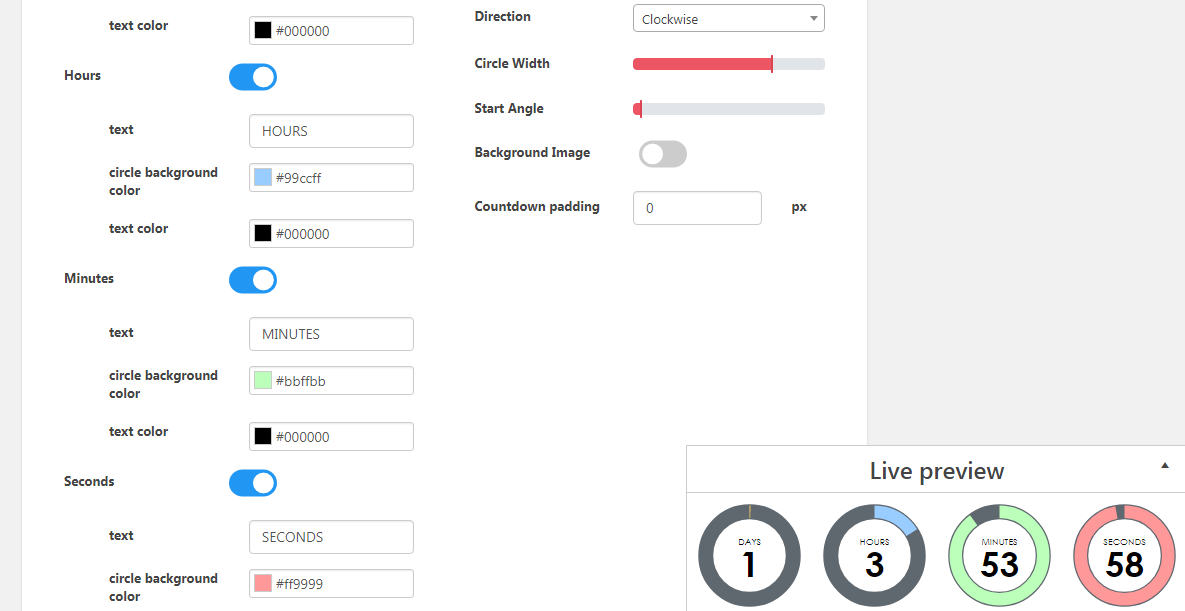 text color
#000000
Hours
text
HOURS
circle background
color
#99ccff
text color
#000000
Minutes
text
MINUTES
circle background
color
#bbffbb
text color
#000000
Seconds
text
SECONDS
circle background
color
#ff9999
Direction
Clockwise
Circle Width
Start Angle
Background Image
Countdown padding
0
px
Live preview
DAYS
1
HOURS
3
MINUTES
53
SECONDS
58